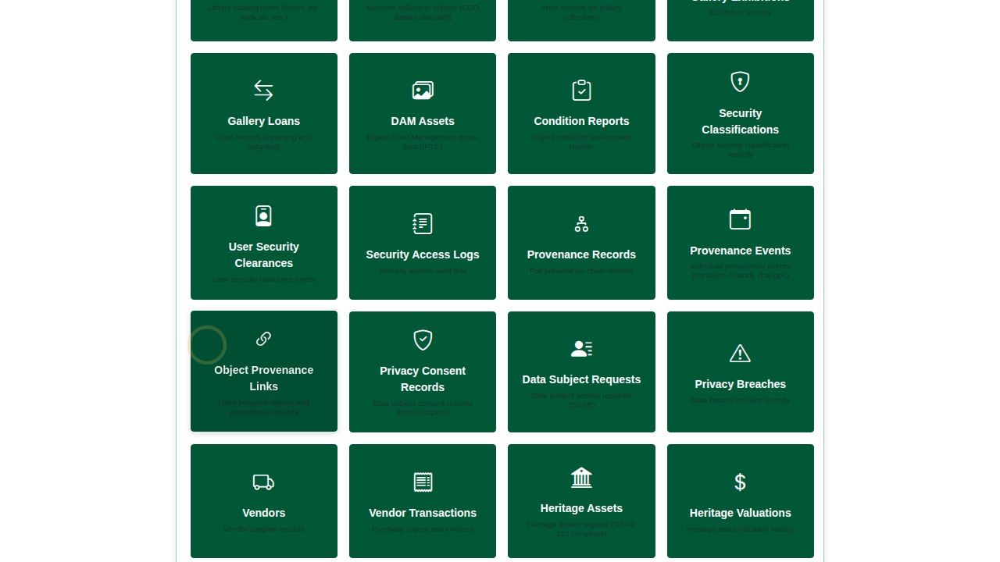 Library catalog items (books, pe-
riodicals, etc.)
Museum collection objects (CCO
display standard)
Artist records for gallery
collections
Gallery Exhibitions
Exhibition records
Gallery Loans
Loan records (incoming and
outgoing)
DAM Assets
Digital Asset Management meta-
data (IPTC)
Condition Reports
Object condition assessment
reports
Security
Classifications
Object security classification
records
User Security
Clearances
User security clearance levels
Security Access Logs
Security access audit trail
Provenance Records
Full provenance chain records
Provenance Events
Individual provenance events
(transfers, custody changes)
Object Provenance
Links
Links between objects and
provenance records
Privacy Consent
Records
Data subject consent records
(POPIA/GDPR)
Data Subject Requests
Data subject access requests
(DSAR)
Privacy Breaches
Data breach incident records
Vendors
Vendor/supplier records
Vendor Transactions
Purchase orders and invoices
Heritage Assets
Heritage assets register (GRAP
103 compliant)
Heritage Valuations
Heritage asset valuation history